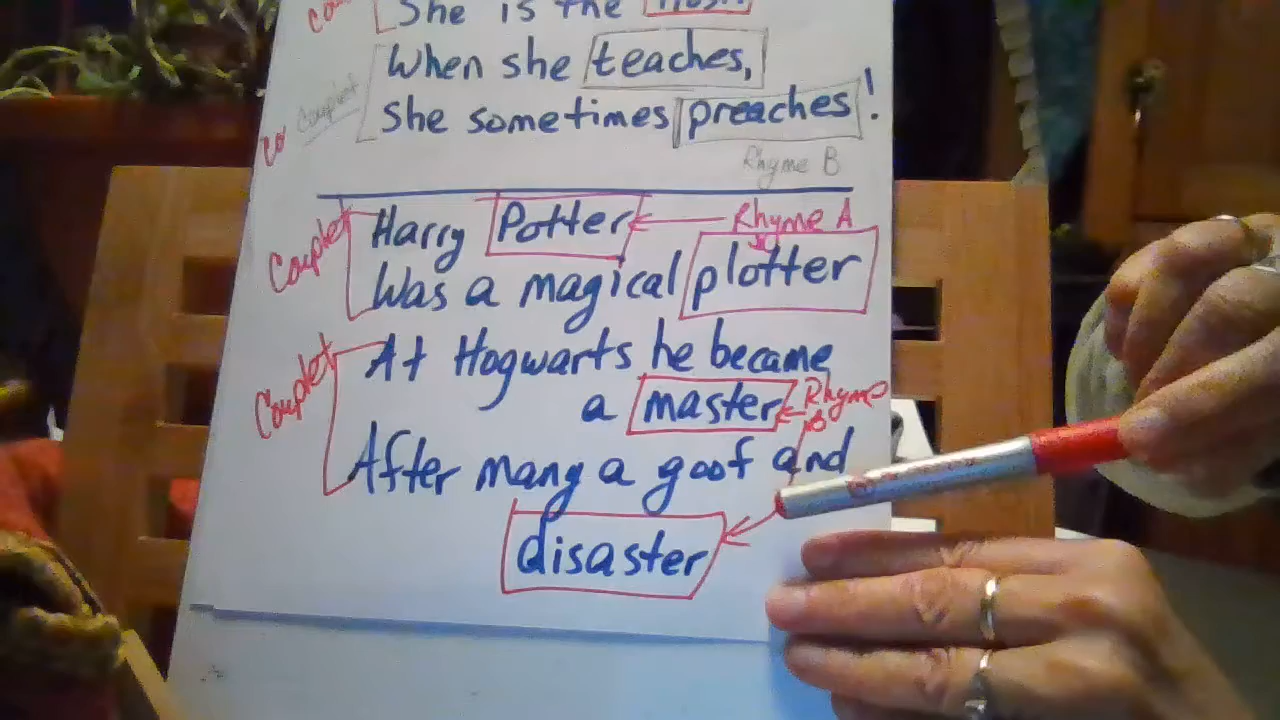 She is the
When she teaches,
Couplet
she sometimes preaches!
Rhyme B
Couplet
Harry Potter
Rhyme A
Was a magical plotter
Couplet
At Hogwarts he became
a master
Rhyme
B
After mang a goof and
disaster